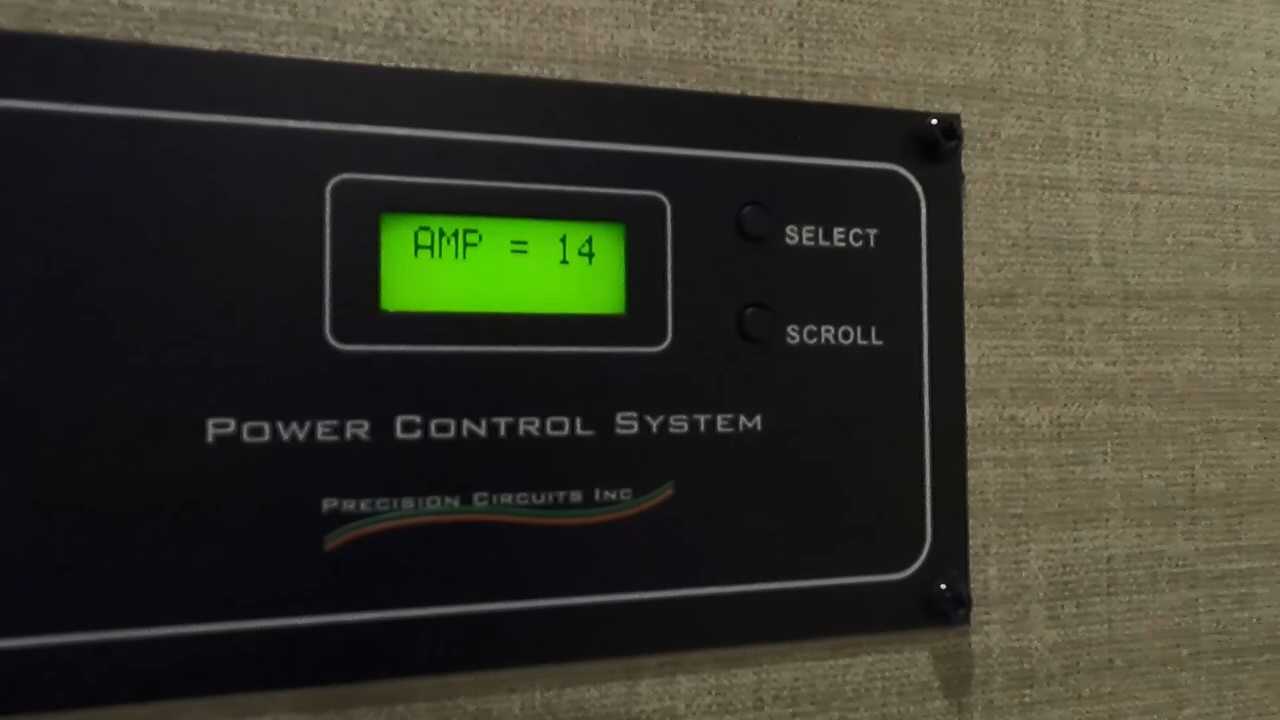 AMP = 14
SELECT
SCROLL
POWER CONTROL SYSTEM
PRECISION CIRCUITS INC